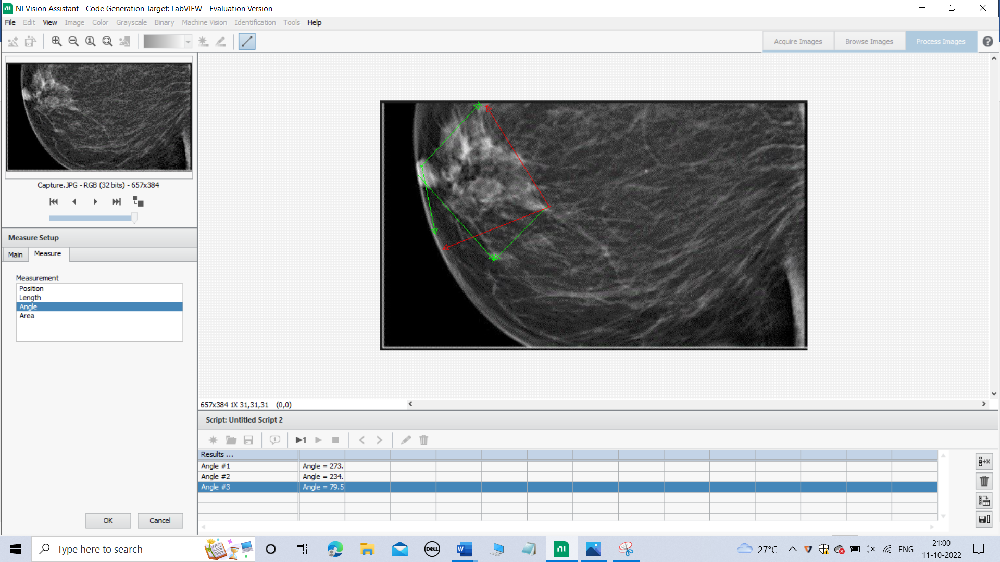 NI Vision Assistant - Code Generation Target: LabVIEW - Evaluation Version
File Edit View Image Color Grayscale Binary Machine Vision Identification Tools Help
Acquire Images Browse Images Process Images
Capture.JPG - RGB (32 bits) - 657x384
Measure Setup
Main Measure
Measurement
Position
Length
Angle
Area
OK Cancel
657x384 1X 31,31,31 (0,0)
Script: Untitled Script 2
1
Results ...
Angle #1 Angle = 273.
Angle #2 Angle = 234.
Angle #3 Angle = 79.5
Type here to search
DELL
W
27°C
ENG
21:00
11-10-2022